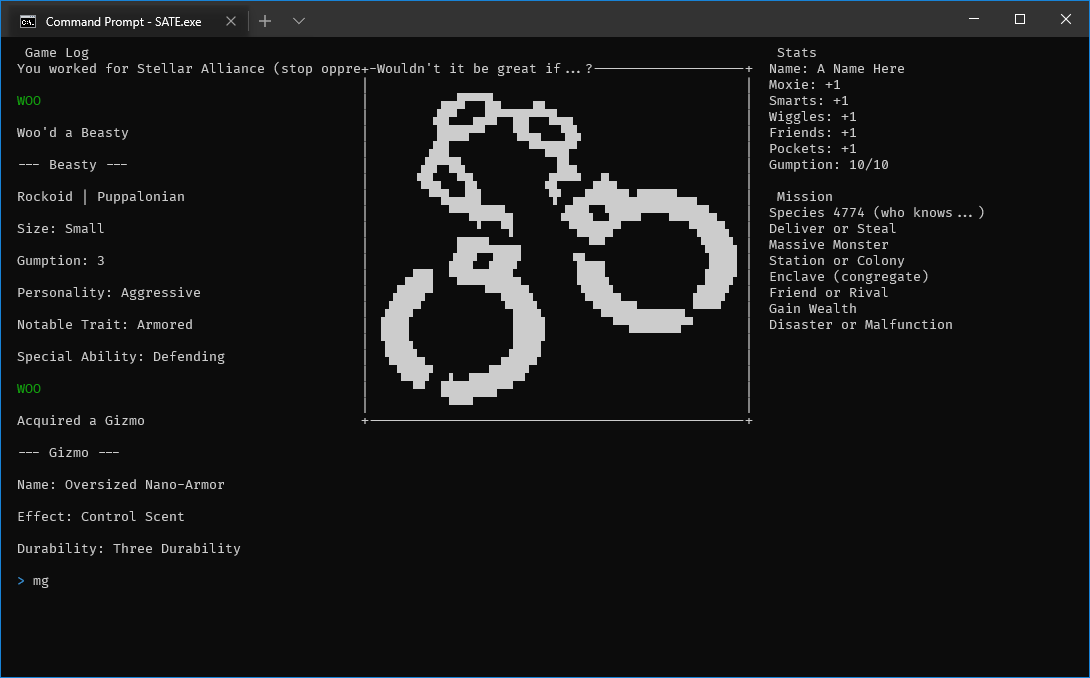 Command Prompt - SATE.exe
Game Log
You worked for Stellar Alliance (stop oppre
WOO
Woo'd a Beasty
--- Beasty ---
Rockoid | Puppalonian
Size: Small
Gumption: 3
Personality: Aggressive
Notable Trait: Armored
Special Ability: Defending
WOO
Acquired a Gizmo
--- Gizmo ---
Name: Oversized Nano-Armor
Effect: Control Scent
Durability: Three Durability
> mg
Wouldn't it be great if...?
Stats
Name: A Name Here
Moxie: +1
Smarts: +1
Wiggles: +1
Friends: +1
Pockets: +1
Gumption: 10/10
Mission
Species 4774 (who knows...)
Deliver or Steal
Massive Monster
Station or Colony
Enclave (congregate)
Friend or Rival
Gain Wealth
Disaster or Malfunction